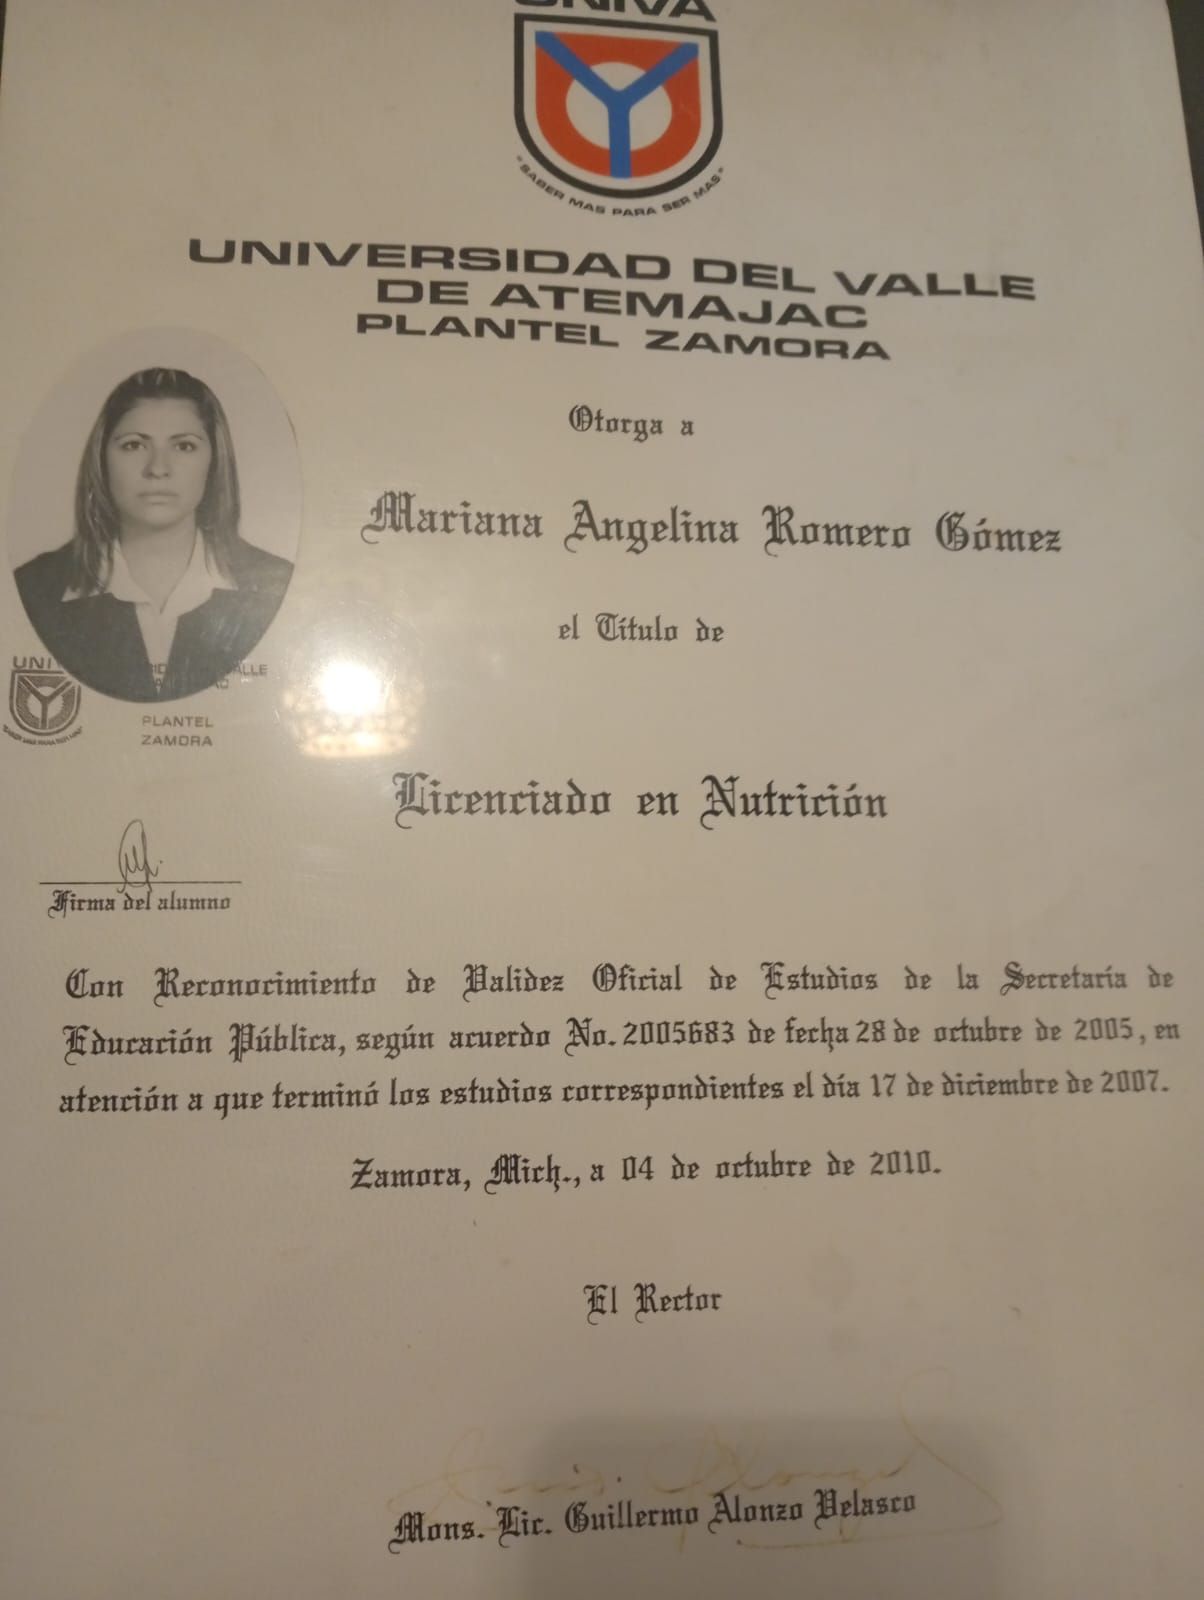 UNIVA
"SABER MAS PARA SER MAS"
UNIVERSIDAD DEL VALLE
DE ATEMAJAC
PLANTEL ZAMORA
Otorga a
Mariana Angelina Romero Gómez
el Título de
PLANTEL
ZAMORA
Licenciado en Nutrición
Firma del alumno
Con Reconocimiento de Validez Oficial de Estudios de la Secretaría de
Educación Pública, según acuerdo No. 2005683 de fecha 28 de octubre de 2005, en
atención a que terminó los estudios correspondientes el día 17 de diciembre de 2007.
Zamora, Mich., a 04 de octubre de 2010.
El Rector
Mons. Lic. Guillermo Alonzo Velasco